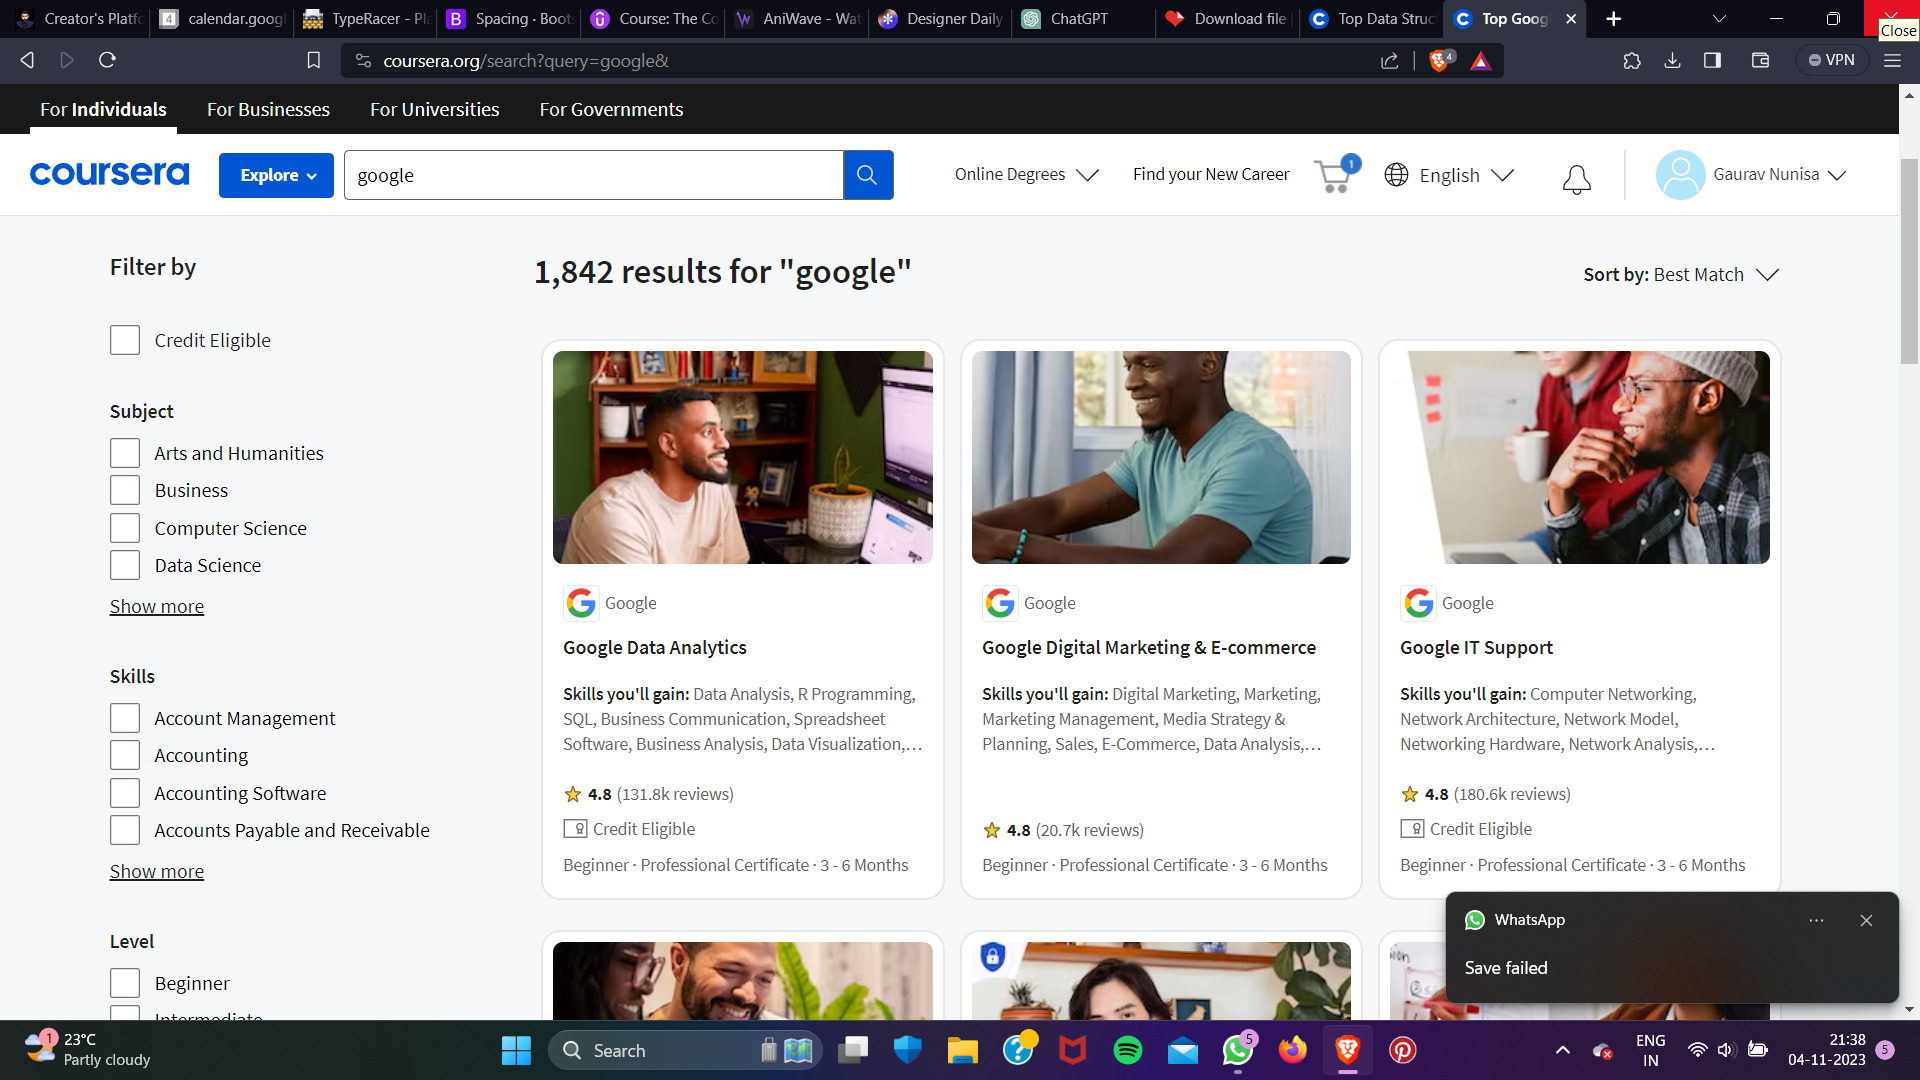 Creator's Platfo
calendar.googl
TypeRacer - Pla
Spacing · Boots
Course: The Co
AniWave - Wat
Designer Daily
ChatGPT
Download file
Top Data Struc
Top Goog
Close
coursera.org/search?query=google&
4
VPN
For Individuals
For Businesses
For Universities
For Governments
coursera
Explore
google
Online Degrees
Find your New Career
1
English
Gaurav Nunisa
Filter by
1,842 results for "google"
Sort by: Best Match
Credit Eligible
Subject
Arts and Humanities
Business
Computer Science
Data Science
Show more
Skills
Account Management
Accounting
Accounting Software
Accounts Payable and Receivable
Show more
Level
Beginner
Intermediate
Google
Google Data Analytics
Skills you'll gain: Data Analysis, R Programming,
SQL, Business Communication, Spreadsheet
Software, Business Analysis, Data Visualization,…
4.8 (131.8k reviews)
Credit Eligible
Beginner · Professional Certificate · 3 - 6 Months
Google
Google Digital Marketing & E-commerce
Skills you'll gain: Digital Marketing, Marketing,
Marketing Management, Media Strategy &
Planning, Sales, E-Commerce, Data Analysis,…
4.8 (20.7k reviews)
Beginner · Professional Certificate · 3 - 6 Months
Google
Google IT Support
Skills you'll gain: Computer Networking,
Network Architecture, Network Model,
Networking Hardware, Network Analysis,…
4.8 (180.6k reviews)
Credit Eligible
Beginner · Professional Certificate · 3 - 6 Months
WhatsApp
Save failed
1
23°C
Partly cloudy
Search
5
ENG
IN
21:38
04-11-2023
5